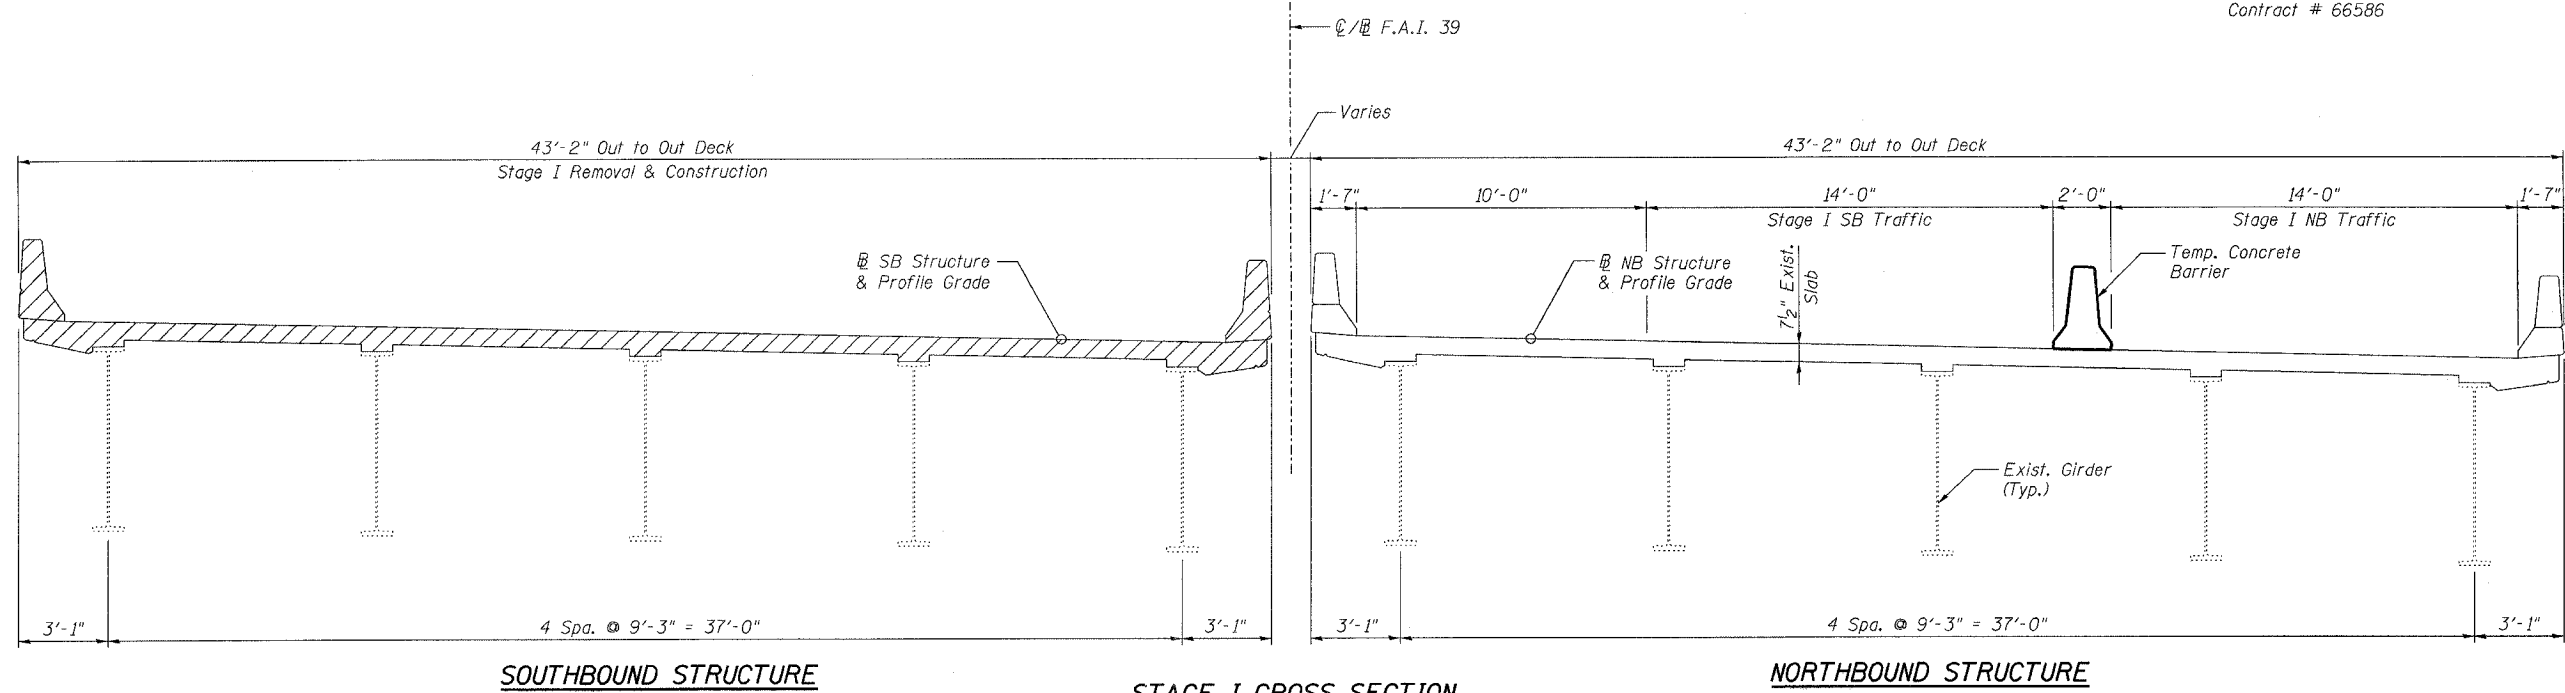 Contract # 66586
℄/ⴹ F.A.I. 39
Varies
43'-2" Out to Out Deck
Stage I Removal & Construction
43'-2" Out to Out Deck
1'-7"
10'-0"
14'-0"
Stage I SB Traffic
2'-0"
14'-0"
Stage I NB Traffic
1'-7"
SB Structure
& Profile Grade
NB Structure
& Profile Grade
7½" Exist.
Slab
Temp. Concrete
Barrier
Exist. Girder
(Typ.)
3'-1"
4 Spa. @ 9'-3" = 37'-0"
3'-1"
3'-1"
4 Spa. @ 9'-3" = 37'-0"
3'-1"
SOUTHBOUND STRUCTURE
NORTHBOUND STRUCTURE
STAGE I CROSS SECTION